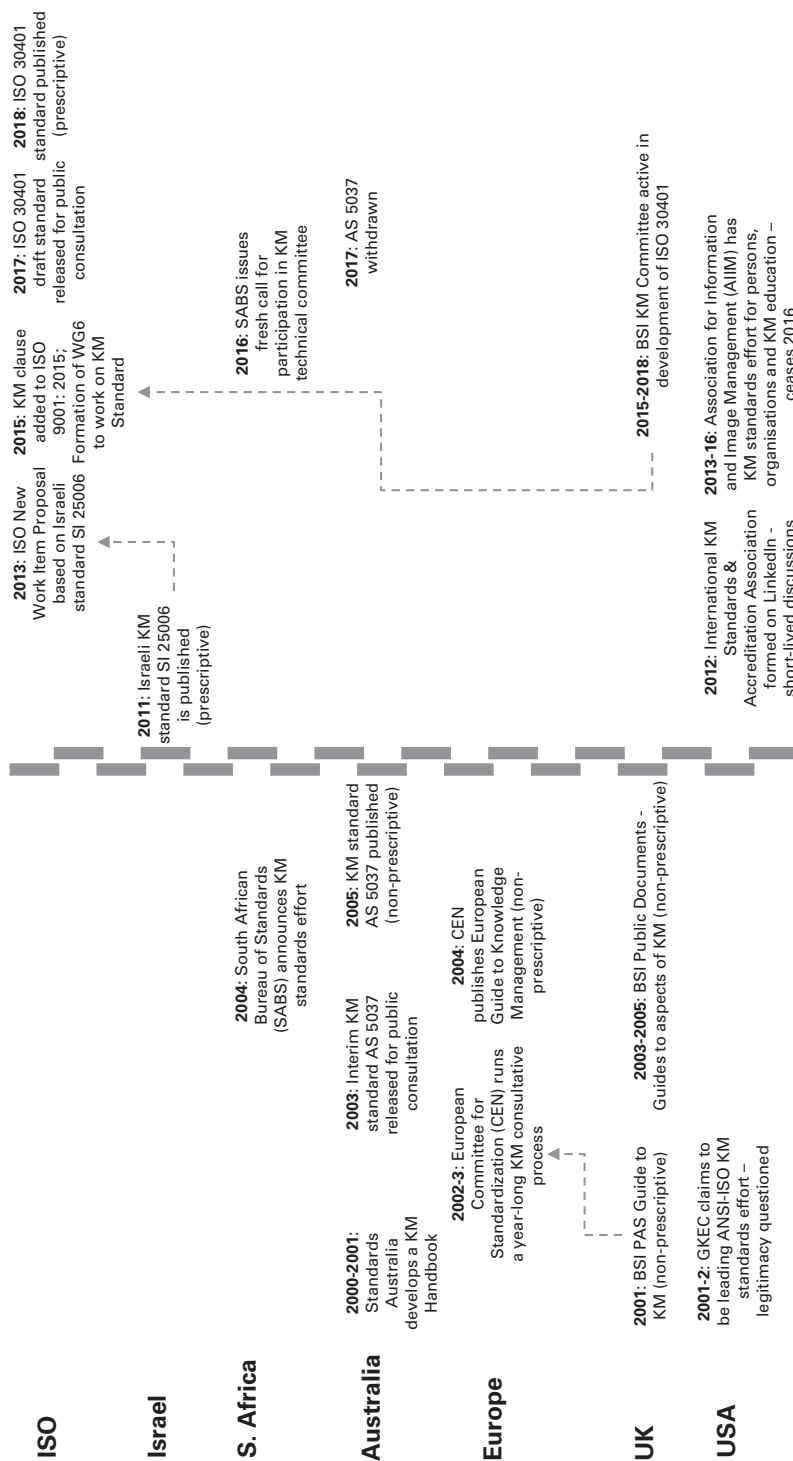 ISO
2013: ISO New
Work Item Proposal
based on Israeli
standard SI 25006
2015: KM clause
added to ISO
9001: 2015;
Formation of WG6
to work on KM
Standard
2017: ISO 30401
draft standard
released for public
consultation
2018: ISO 30401
standard published
(prescriptive)
Israel
2011: Israeli KM
standard SI 25006
is published
(prescriptive)
S. Africa
2004: South African
Bureau of Standards
(SABS) announces KM
standards effort
2016: SABS issues
fresh call for
participation in KM
technical committee
Australia
2000-2001:
Standards
Australia
develops a KM
Handbook
2003: Interim KM
standard AS 5037
released for public
consultation
2005: KM standard
AS 5037 published
(non-prescriptive)
2017: AS 5037
withdrawn
Europe
2002-3: European
Committee for
Standardization (CEN) runs
a year-long KM consultative
process
2004: CEN
publishes European
Guide to Knowledge
Management (non-
prescriptive)
UK
2001: BSI PAS Guide to
KM (non-prescriptive)
2003-2005: BSI Public Documents -
Guides to aspects of KM (non-prescriptive)
2015-2018: BSI KM Committee active in
development of ISO 30401
USA
2001-2: GKEC claims to
be leading ANSI-ISO KM
standards effort –
legitimacy questioned
2012: International KM
Standards &
Accreditation Association
formed on LinkedIn -
short-lived discussions
2013-16: Association for Information
and Image Management (AIIM) has
KM standards effort for persons,
organisations and KM education –
ceases 2016